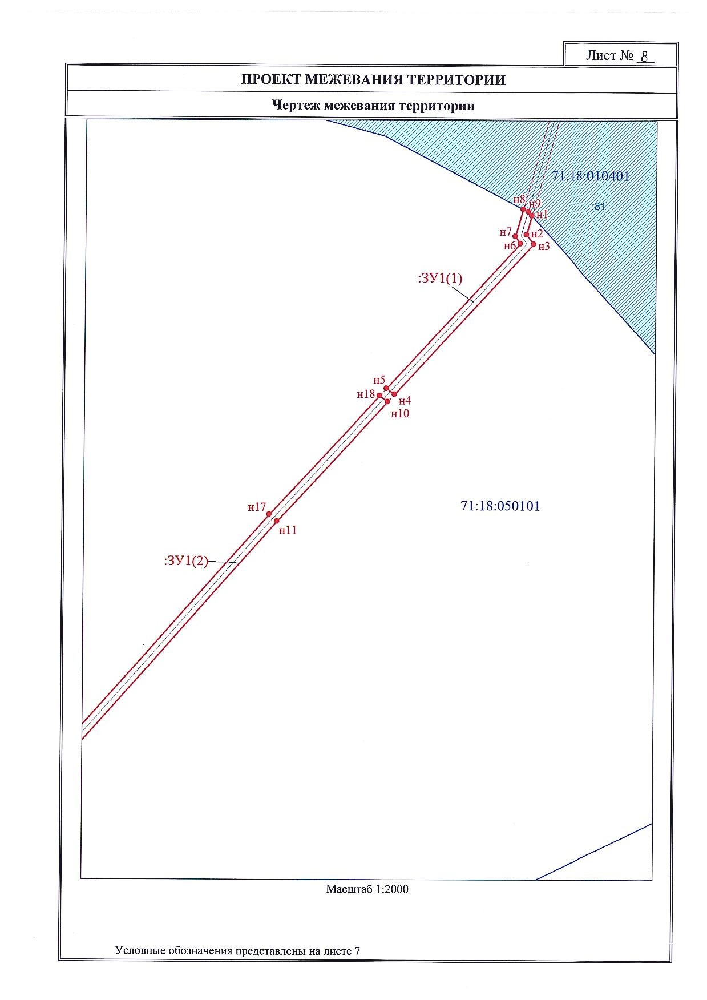 Лист № 8
ПРОЕКТ МЕЖЕВАНИЯ ТЕРРИТОРИИ
Чертеж межевания территории
71:18:010401
:81
н8
н9
н1
н7
н2
н6
н3
:ЗУ1(1)
н5
н18
н4
н10
71:18:050101
н17
н11
:ЗУ1(2)
Масштаб 1:2000
Условные обозначения представлены на листе 7